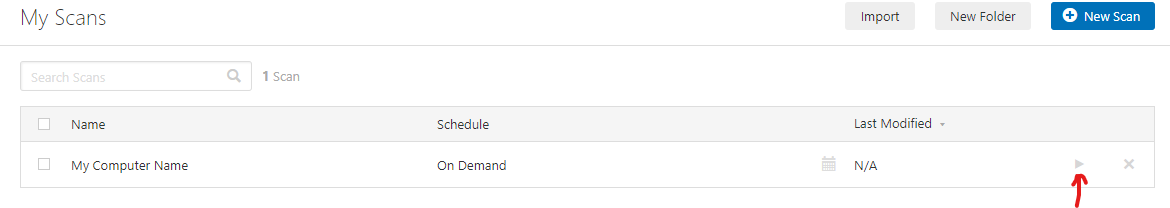 My Scans
Import
New Folder
New Scan
Search Scans
1 Scan
Name Schedule Last Modified
My Computer Name On Demand N/A